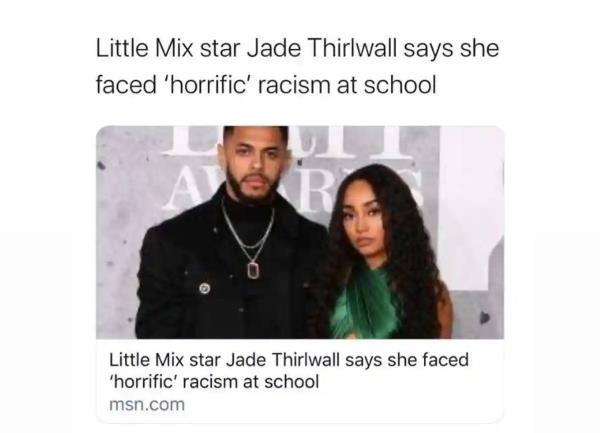 Little Mix star Jade Thirlwall says she
faced ‘horrific’ racism at school
Little Mix star Jade Thirlwall says she faced
‘horrific’ racism at school
msn.com